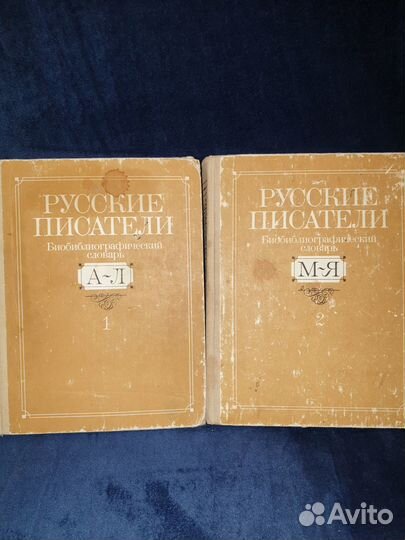 РУССКИЕ
ПИСАТЕЛИ
Биобиблиографический
словарь
А~Л
1
РУССКИЕ
ПИСАТЕЛИ
Биобиблиографический
словарь
М~Я
2
Avito